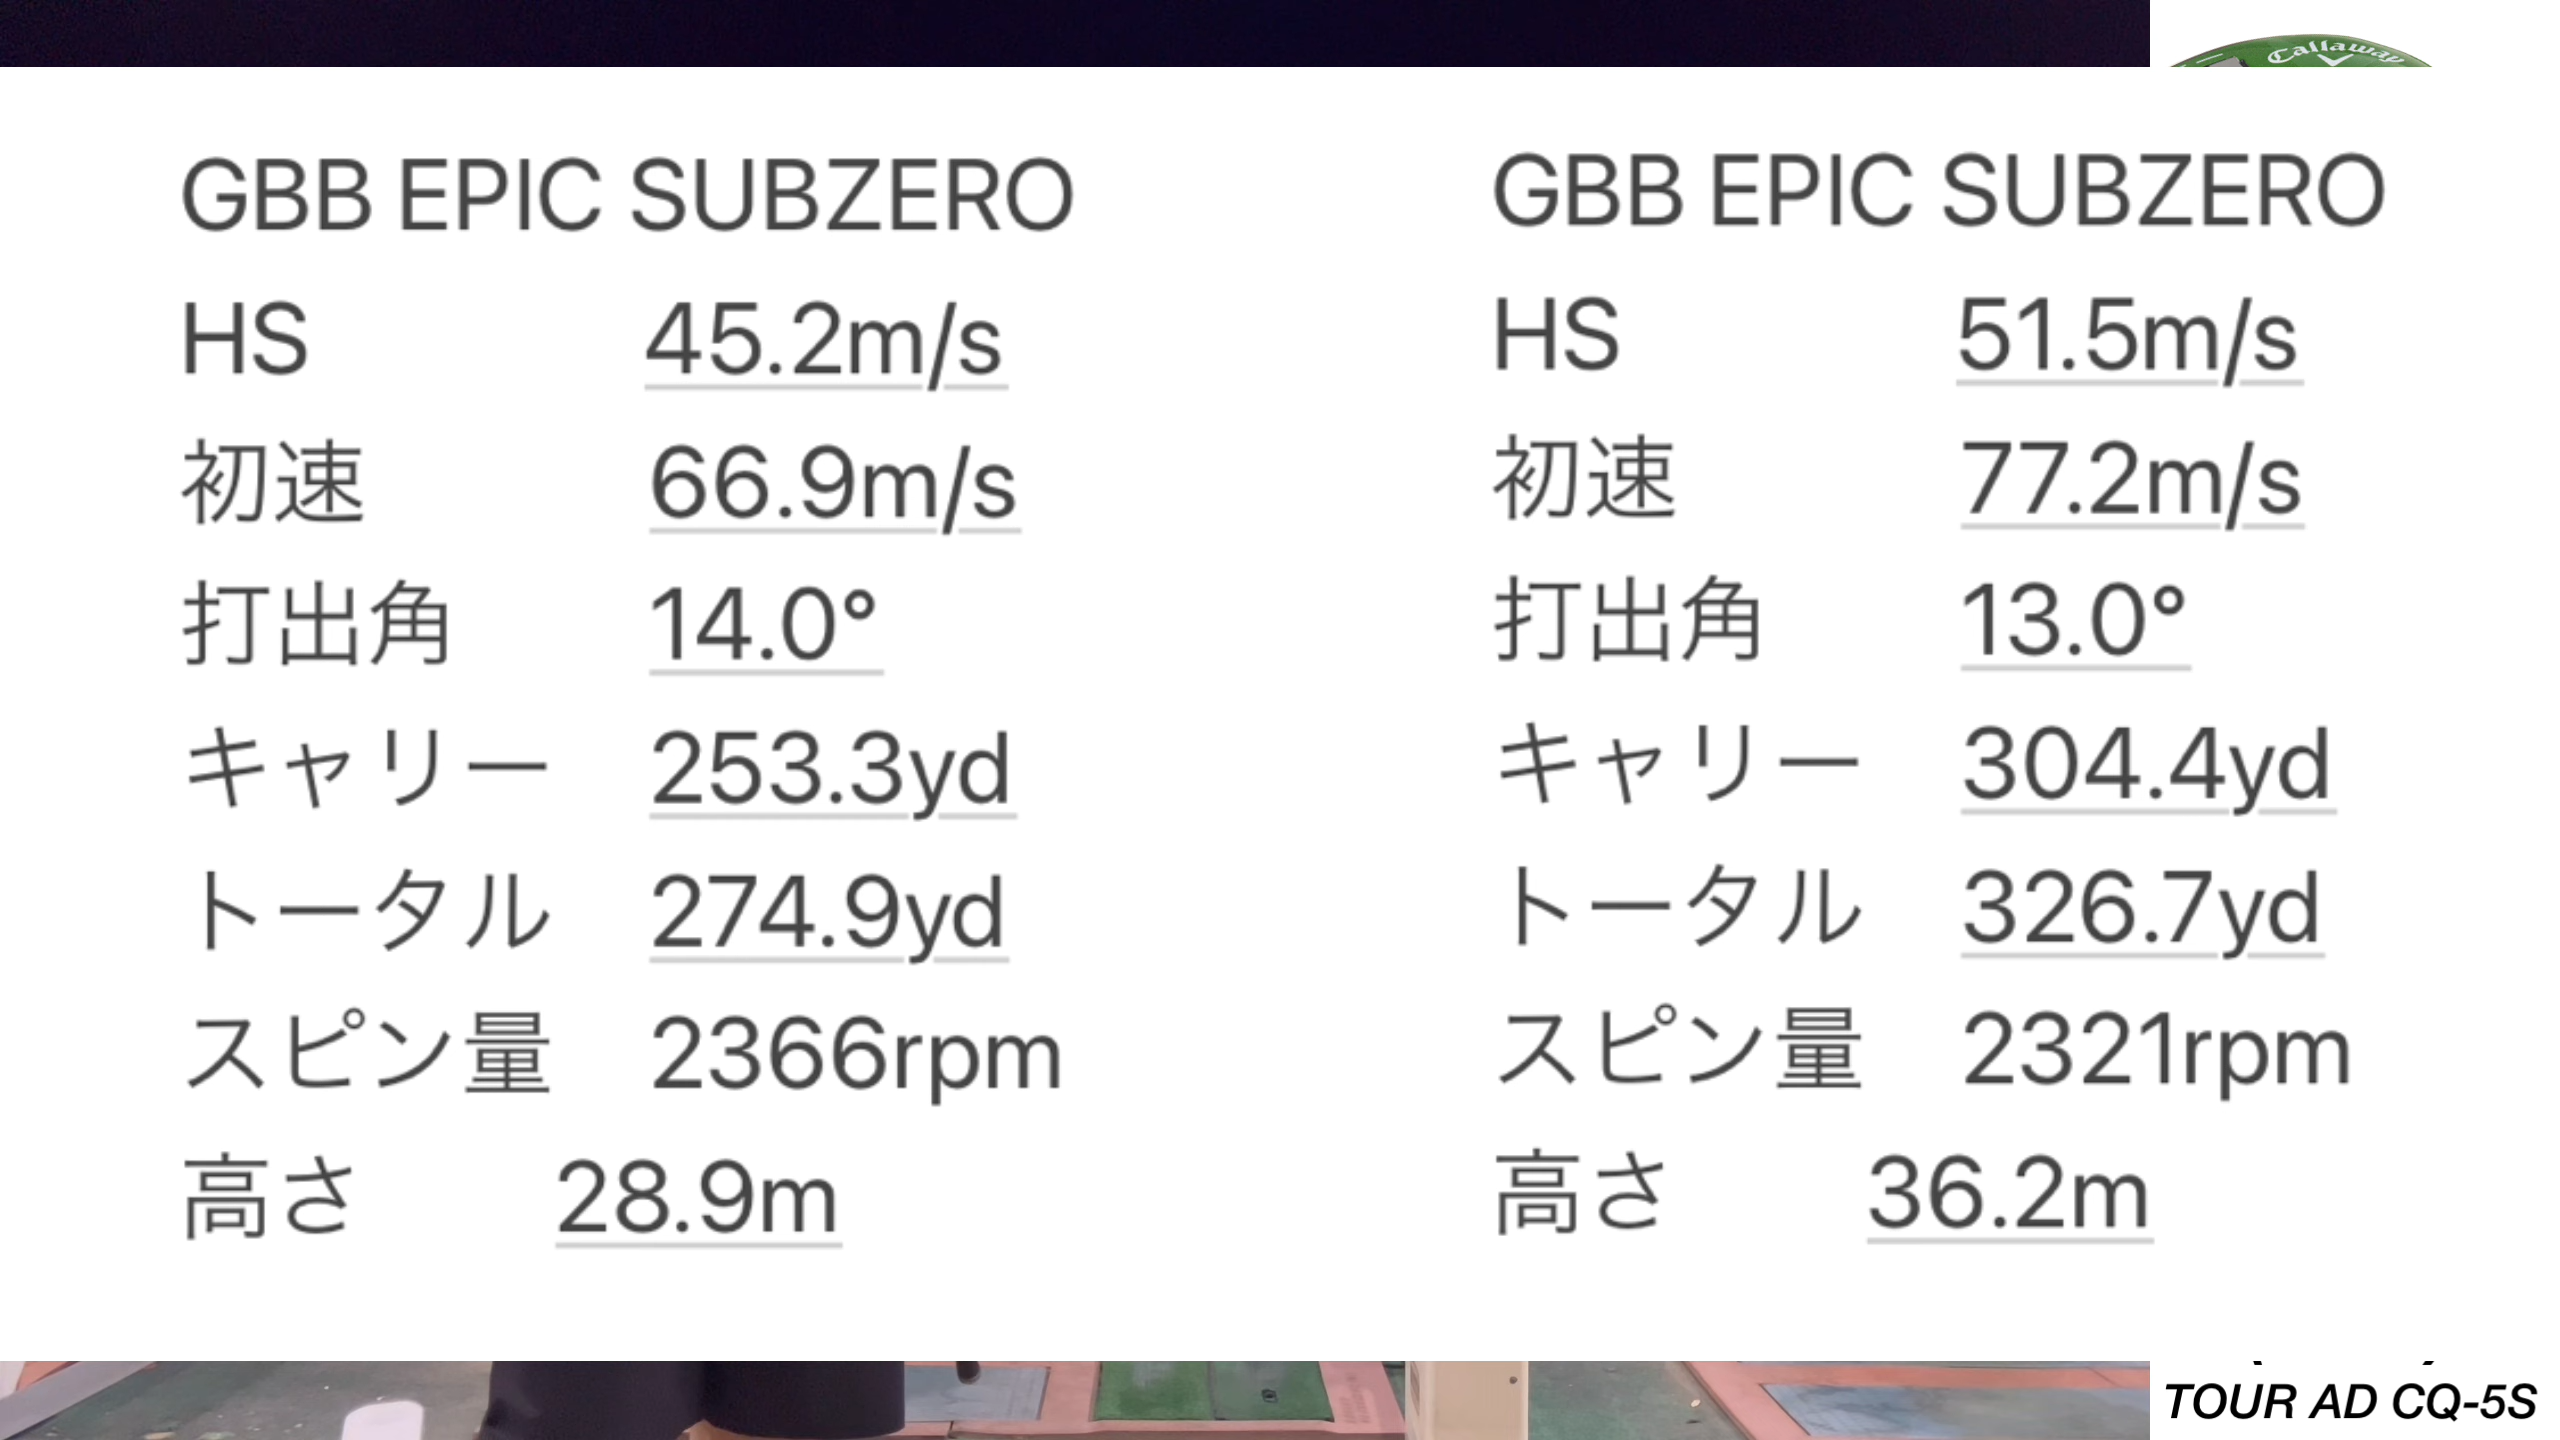 Callaway
GBB EPIC SUBZERO
HS 45.2m/s
初速 66.9m/s
打出角 14.0°
キャリー 253.3yd
トータル 274.9yd
スピン量 2366rpm
高さ 28.9m
GBB EPIC SUBZERO
HS 51.5m/s
初速 77.2m/s
打出角 13.0°
キャリー 304.4yd
トータル 326.7yd
スピン量 2321rpm
高さ 36.2m
TOUR AD CQ-5S